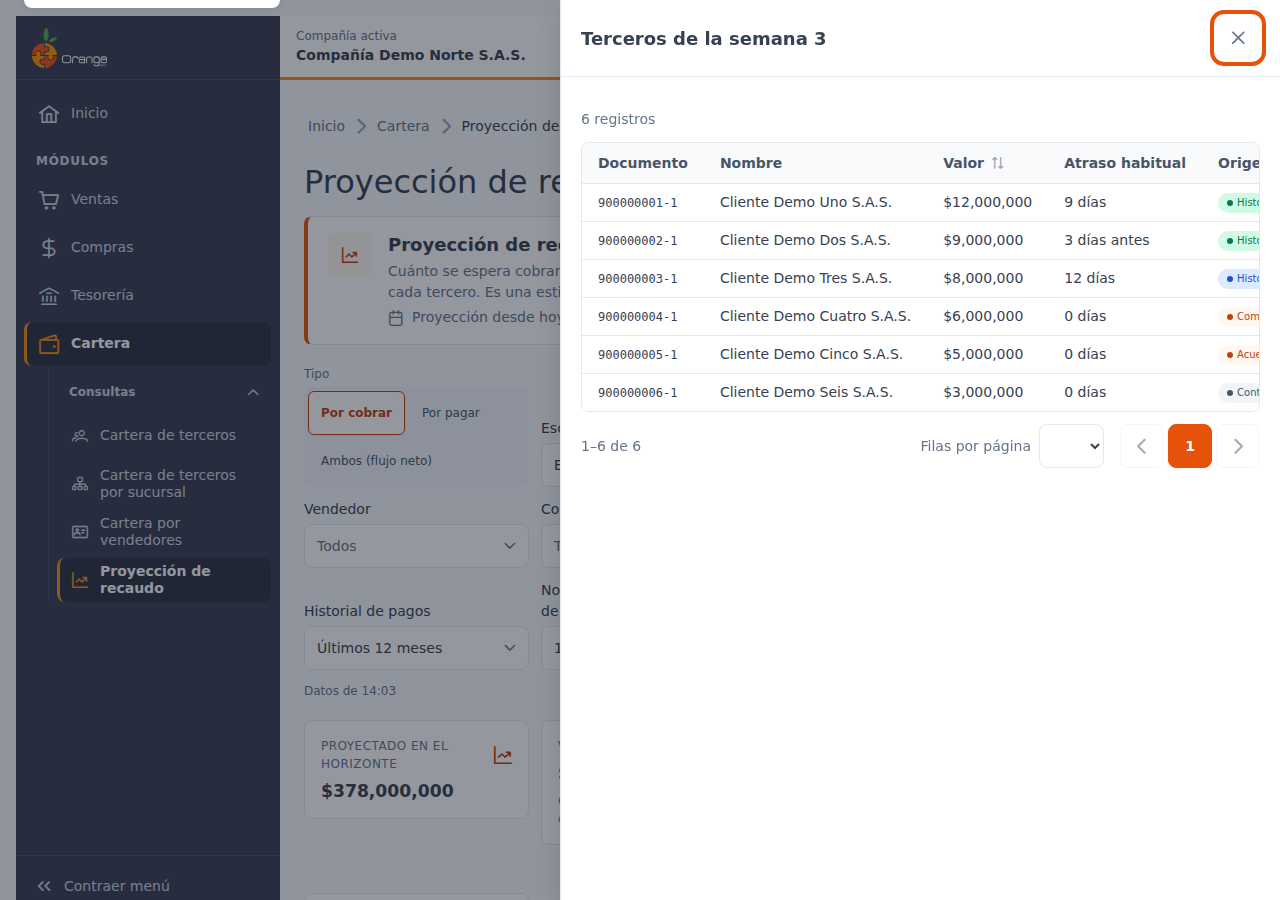 Orange
Inicio
MÓDULOS
Ventas
Compras
Tesorería
Cartera
Consultas
Cartera de terceros
Cartera de terceros
por sucursal
Cartera por
vendedores
Proyección de
recaudo
Contraer menú
Compañía activa
Compañía Demo Norte S.A.S.
Inicio
Cartera
Proyección de
Cuánto se espera cobrar
cada tercero. Es una
Proyección desde hoy
Tipo
Por cobrar
Por pagar
Ambos (flujo neto)
Vendedor
Todos
Historial de pagos
Últimos 12 meses
de
Datos de 14:03
PROYECTADO EN EL
HORIZONTE
$378,000,000
Terceros de la semana 3
6 registros
Documento Nombre Valor Atraso habitual
900000001-1 Cliente Demo Uno S.A.S. $12,000,000 9 días
900000002-1 Cliente Demo Dos S.A.S. $9,000,000 3 días antes
900000003-1 Cliente Demo Tres S.A.S. $8,000,000 12 días
900000004-1 Cliente Demo Cuatro S.A.S. $6,000,000 0 días
900000005-1 Cliente Demo Cinco S.A.S. $5,000,000 0 días
900000006-1 Cliente Demo Seis S.A.S. $3,000,000 0 días
1–6 de 6
Filas por página
1